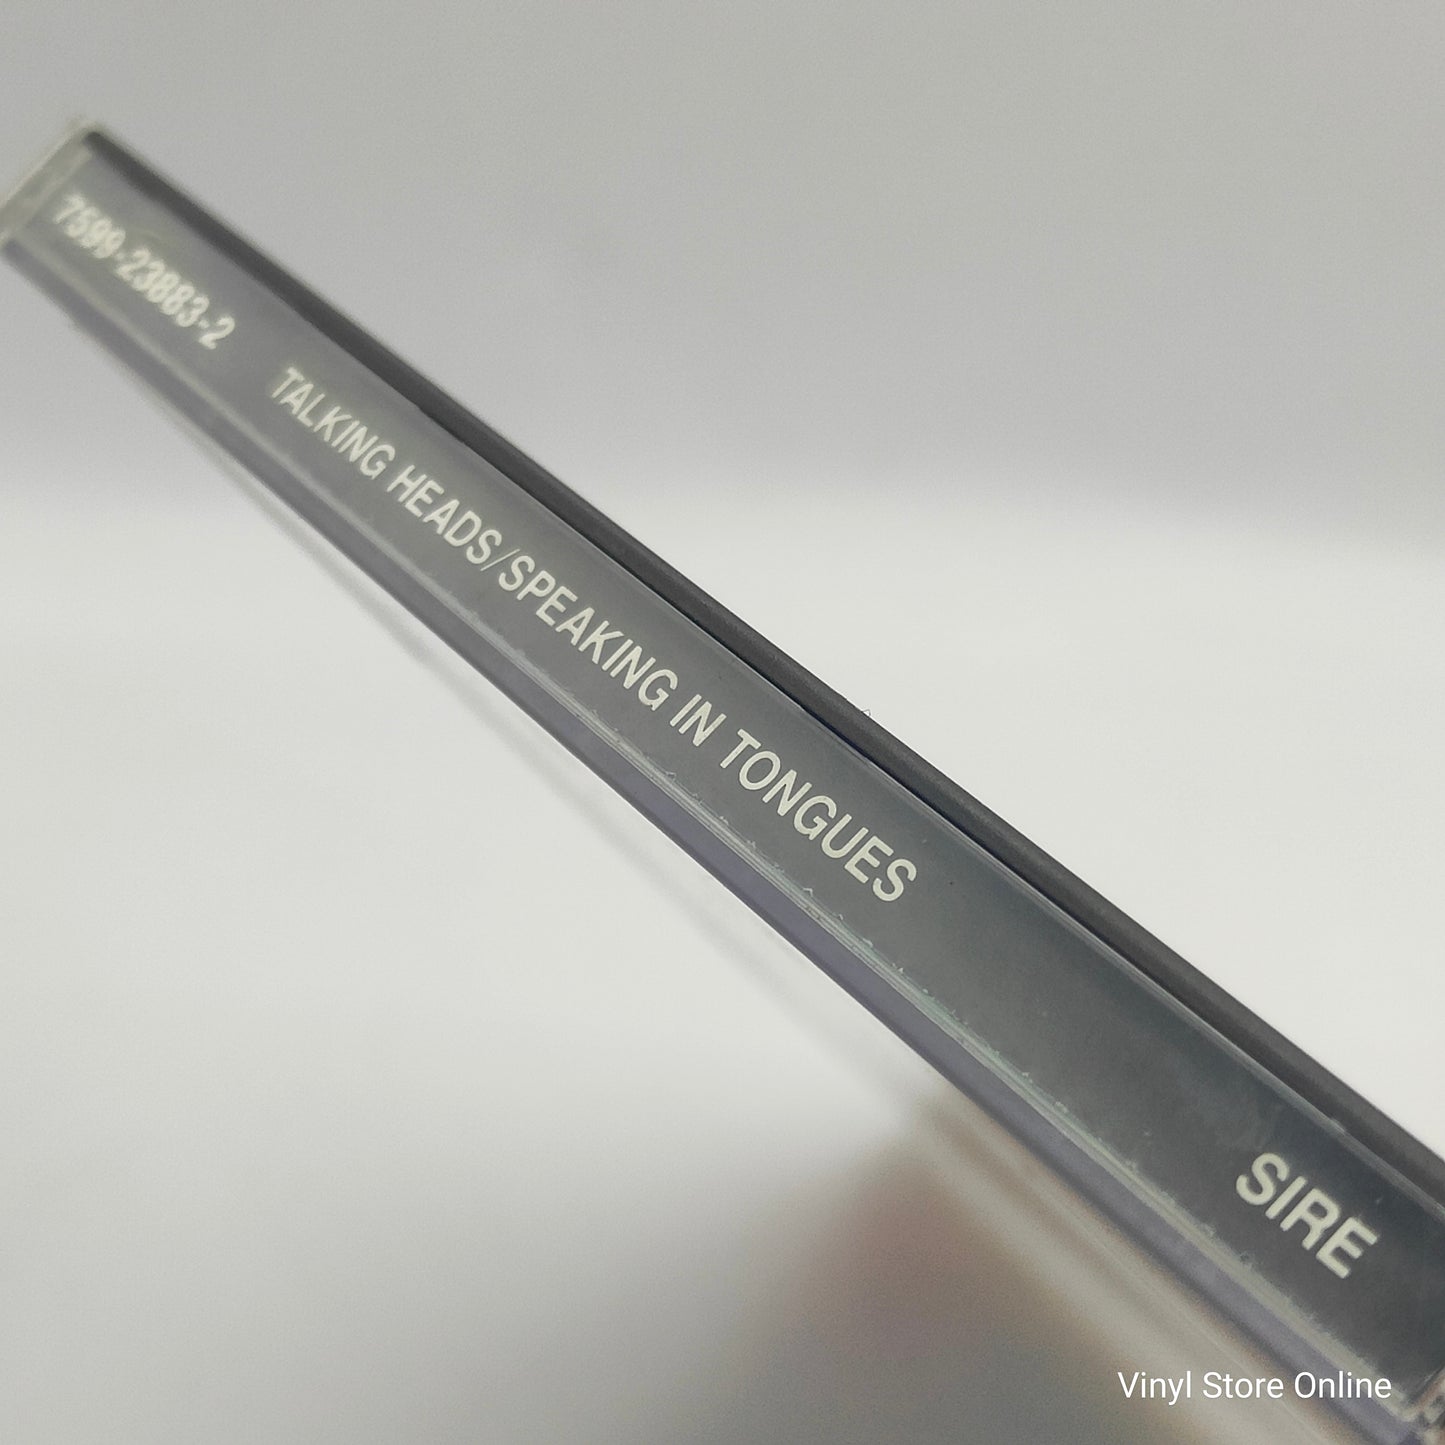 7599-23883-2 TALKING HEADS/SPEAKING IN TONGUES SIRE
Vinyl Store Online